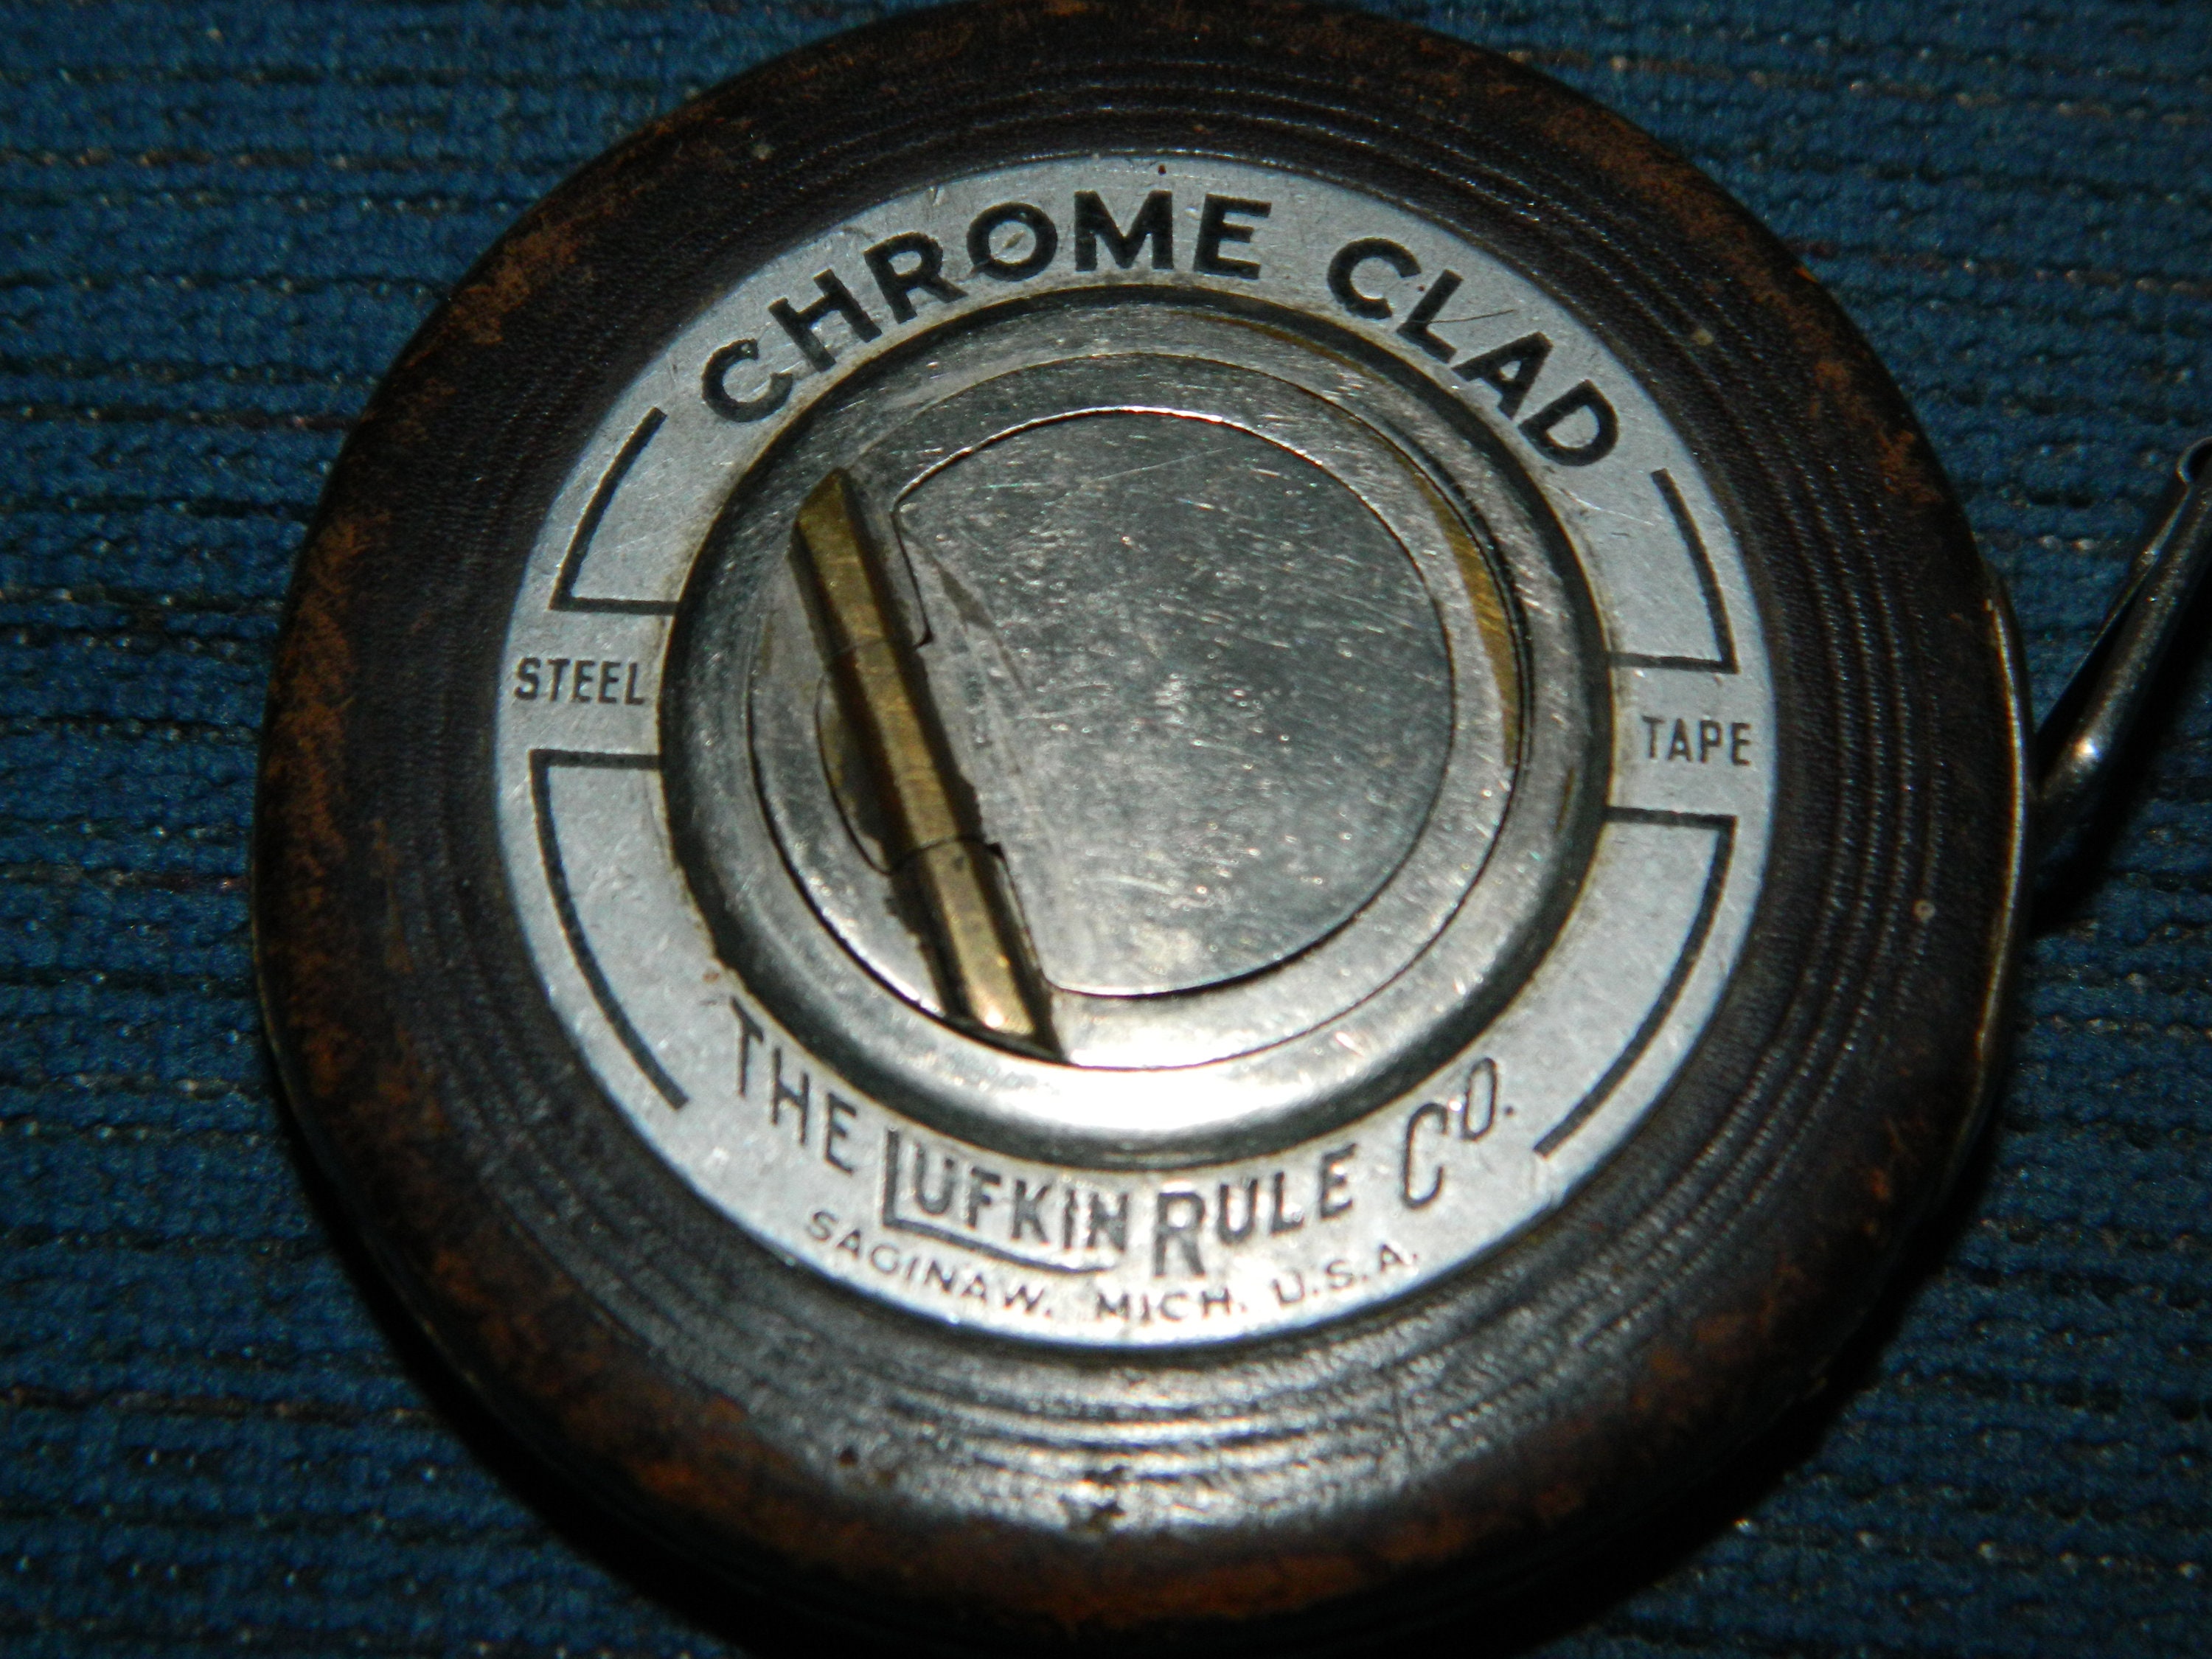 CHROME CLAD
STEEL TAPE
THE LUFKIN RULE CO.
SAGINAW, MICH. U.S.A.